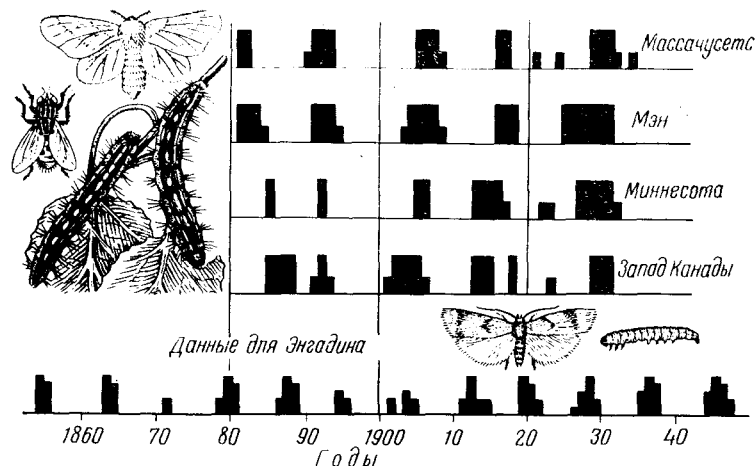 Массачусетс
Мэн
Миннесота
Запад Канады
Данные для Энгадина
1860 70 80 90 1900 10 20 30 40
Годы